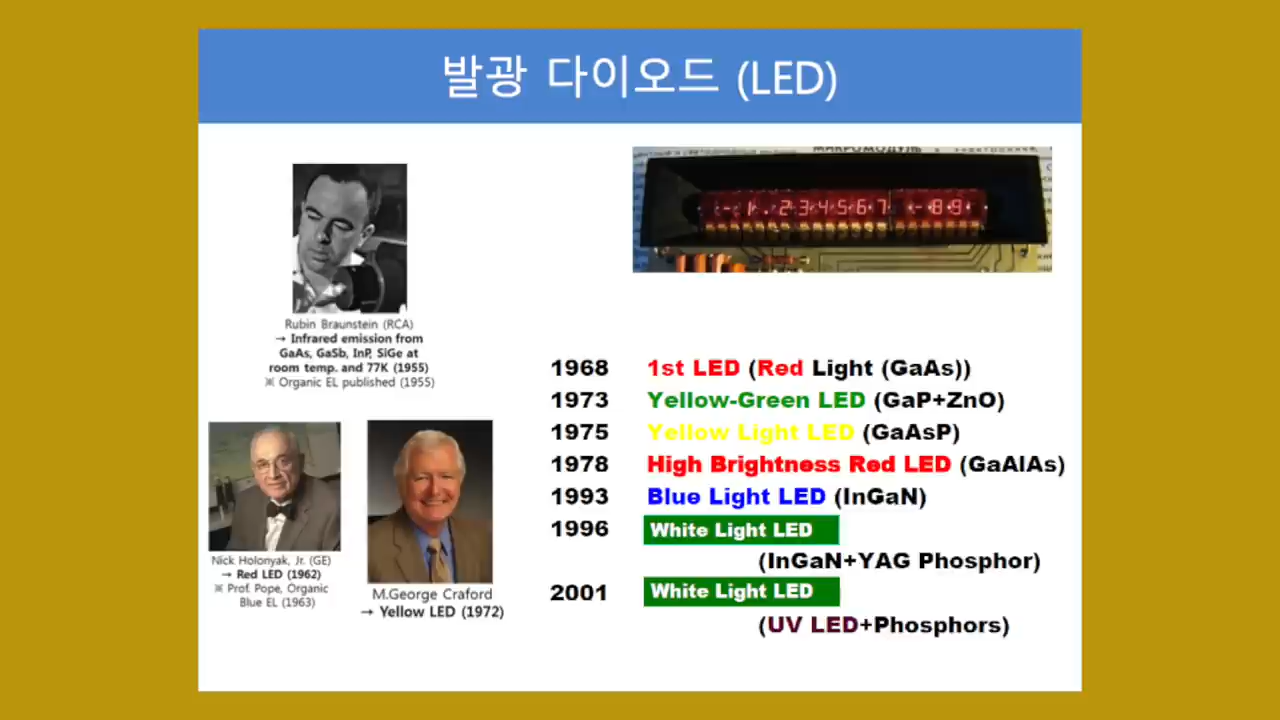 발광 다이오드 (LED)
- 1. 234567 - 89
Rubin Braunstein (RCA)
→ Infrared emission from
GaAs, GaSb, InP, SiGe at
room temp. and 77K (1955)
※ Organic EL published (1955)
Nick Holonyak, Jr. (GE)
→ Red LED (1962)
※ Prof. Pope, Organic
Blue EL (1963)
M.George Craford
→ Yellow LED (1972)
1968 1st LED (Red Light (GaAs))
1973 Yellow-Green LED (GaP+ZnO)
1975 Yellow Light LED (GaAsP)
1978 High Brightness Red LED (GaAlAs)
1993 Blue Light LED (InGaN)
1996 White Light LED
(InGaN+YAG Phosphor)
2001 White Light LED
(UV LED+Phosphors)